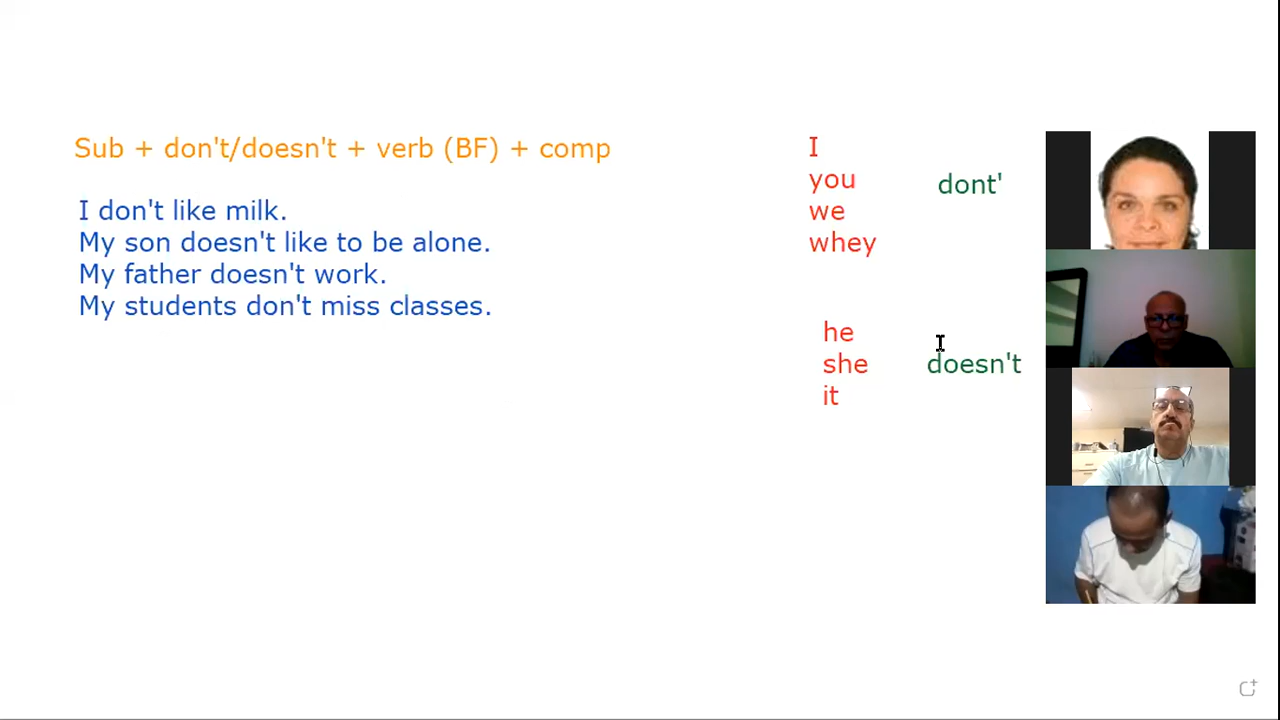 Sub + don't/doesn't + verb (BF) + comp
I don't like milk.
My son doesn't like to be alone.
My father doesn't work.
My students don't miss classes.
I
you
we
whey
dont'
he
she
it
doesn't